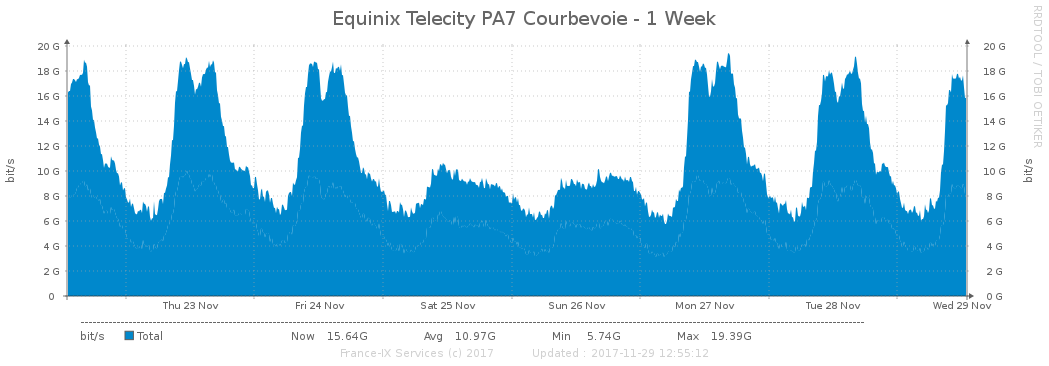 Equinix Telecity PA7 Courbevoie - 1 Week
RRDTOOL / TOBI OETIKER
bit/s
bit/s
20 G 20 G
18 G 18 G
16 G 16 G
14 G 14 G
12 G 12 G
10 G 10 G
8 G 8 G
6 G 6 G
4 G 4 G
2 G 2 G
0 0 G
Thu 23 Nov Fri 24 Nov Sat 25 Nov Sun 26 Nov Mon 27 Nov Tue 28 Nov Wed 29 Nov
bit/s Total Now 15.64G Avg 10.97G Min 5.74G Max 19.39G
France-IX Services (c) 2017 Updated : 2017-11-29 12:55:12